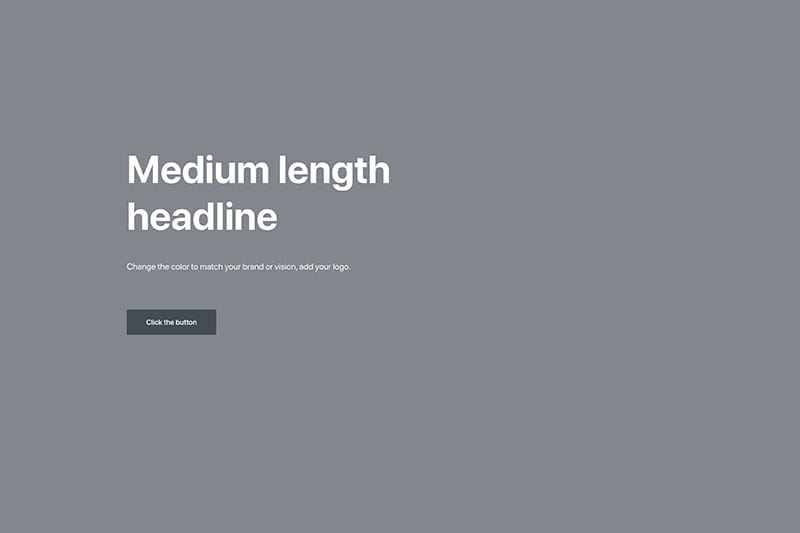 Medium length
headline
Change the color to match your brand or vision, add your logo.
Click the button